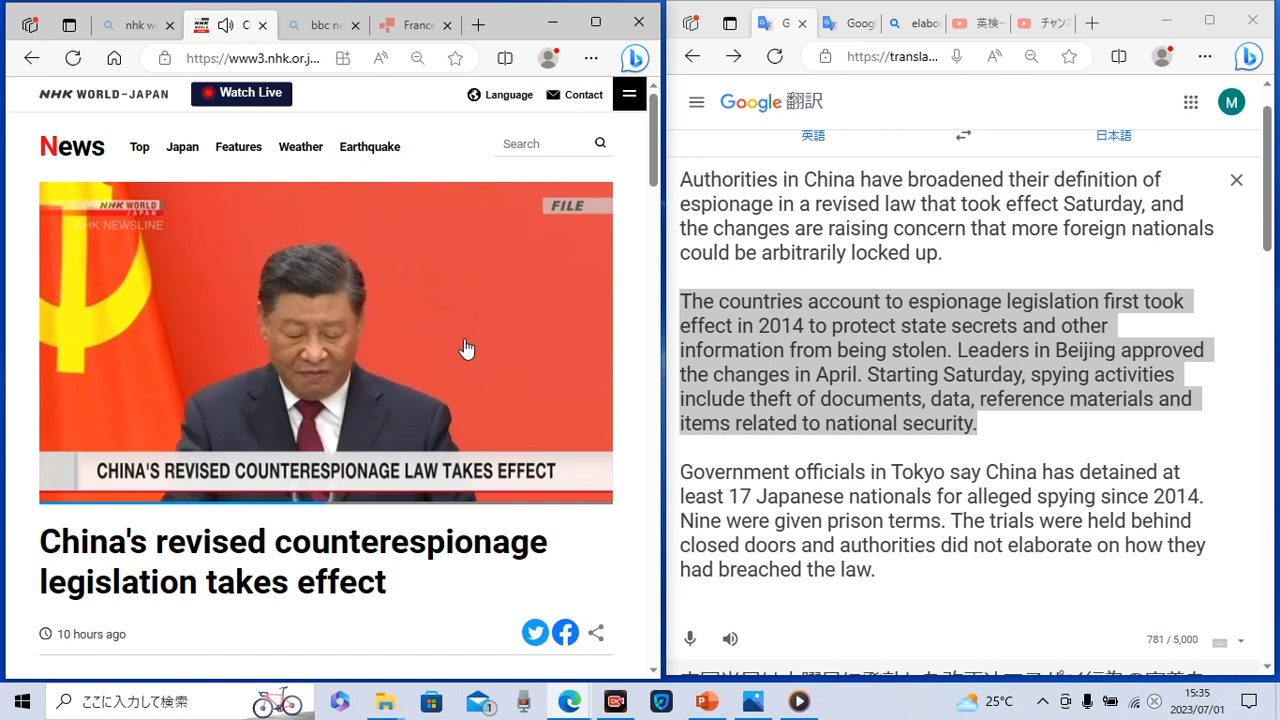 nhk w
C
bbc ne
France
https://www3.nhk.or.j...
NHK WORLD-JAPAN
Watch Live
Language
Contact
News
Top
Japan
Features
Weather
Earthquake
Search
NHK WORLD
JAPAN
NHK NEWSLINE
FILE
CHINA'S REVISED COUNTERESPIONAGE LAW TAKES EFFECT
China's revised counterespionage
legislation takes effect
10 hours ago
G
Googl
elabo
英検ー
チャン
https://transla...
Google 翻訳
M
英語
日本語
Authorities in China have broadened their definition of
espionage in a revised law that took effect Saturday, and
the changes are raising concern that more foreign nationals
could be arbitrarily locked up.
The countries account to espionage legislation first took
effect in 2014 to protect state secrets and other
information from being stolen. Leaders in Beijing approved
the changes in April. Starting Saturday, spying activities
include theft of documents, data, reference materials and
items related to national security.
Government officials in Tokyo say China has detained at
least 17 Japanese nationals for alleged spying since 2014.
Nine were given prison terms. The trials were held behind
closed doors and authorities did not elaborate on how they
had breached the law.
781 / 5,000
ここに入力して検索
1
25°C
15:35
2023/07/01